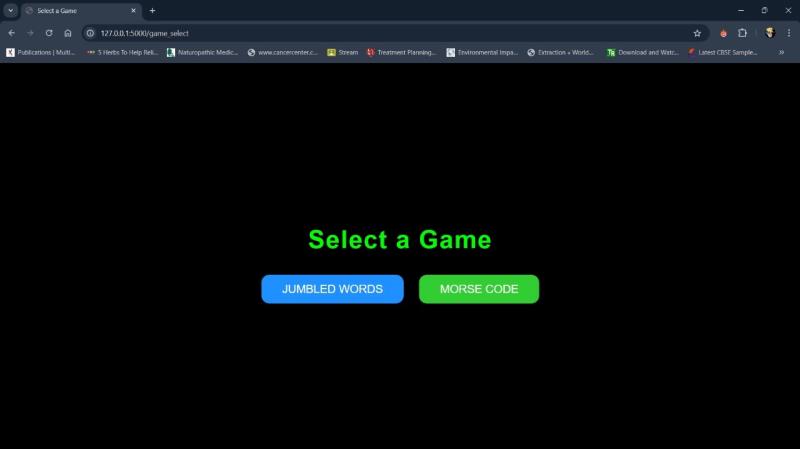 Select a Game
127.0.0.1:5000/game_select
Publications | Multi...
5 Herbs To Help Reli...
Naturopathic Medic...
www.cancercenter.c...
Stream
Treatment Planning...
Environmental Impa...
Extraction + World...
Download and Watc...
Latest CBSE Sample...
Select a Game
JUMBLED WORDS
MORSE CODE